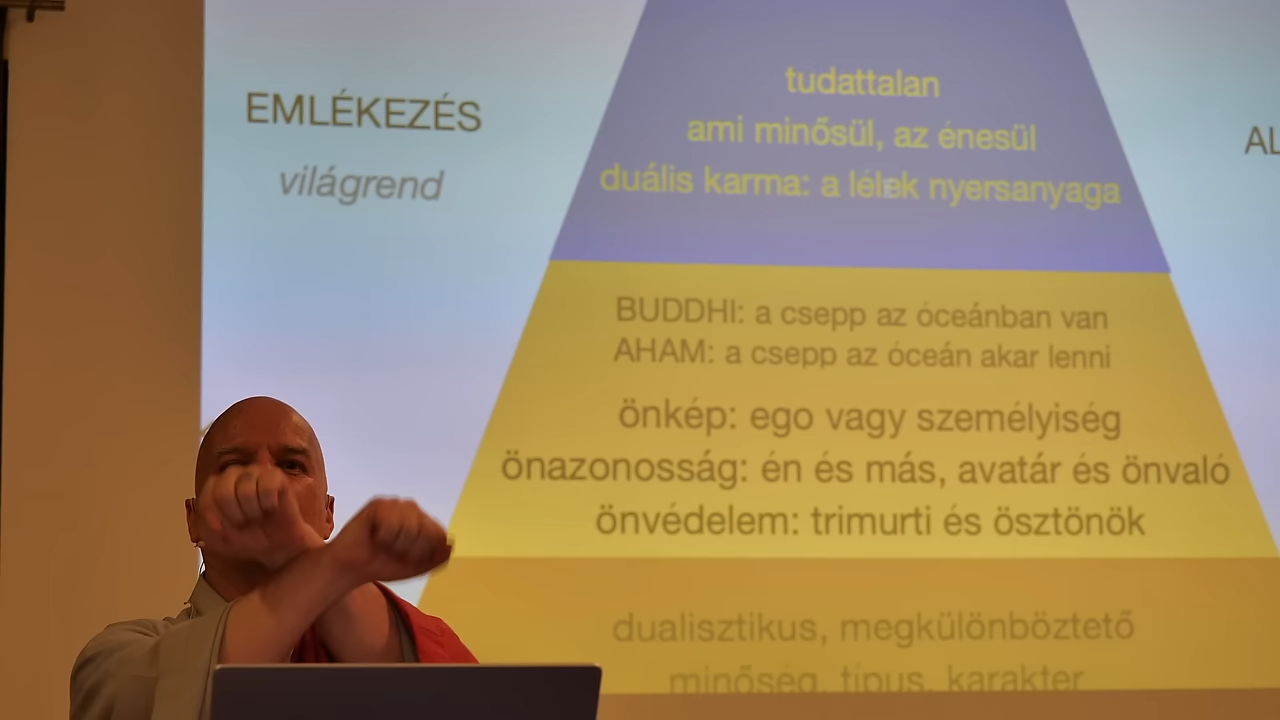 EMLÉKEZÉS
világrend
tudattalan
ami minősül, az énesül
duális karma: a lélek nyersanyaga
BUDDHI: a csepp az óceánban van
AHAM: a csepp az óceán akar lenni
önkép: ego vagy személyiség
önazonosság: én és más, avatár és önvaló
önvédelem: trimurti és ösztönök
dualisztikus, megkülönböztető
minőség, típus, karakter